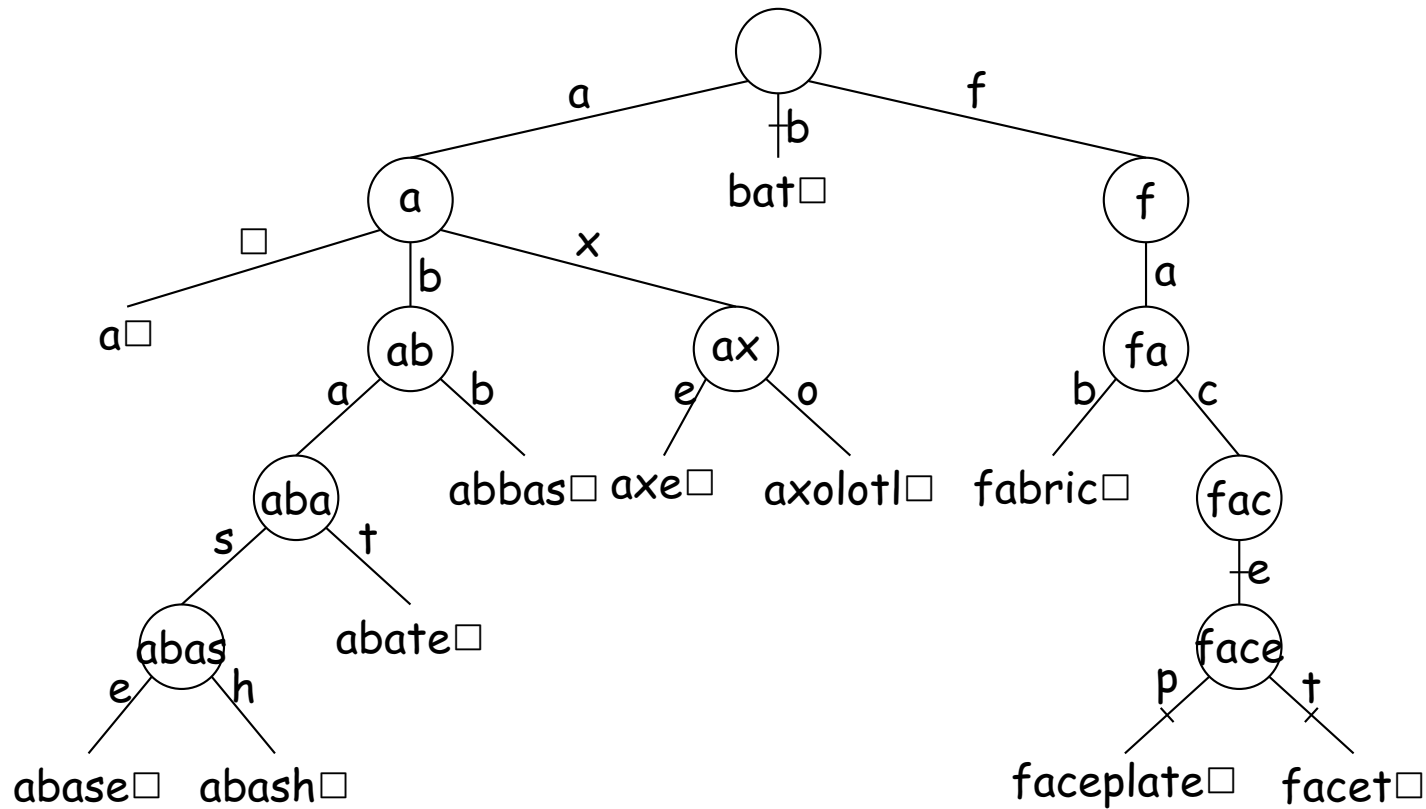 a f
b
a bat□ f
□ x
b a
a□
ab ax fa
a b e o b c
aba abbas□ axe□ axolotl□ fabric□ fac
s t
e
abas abate□ face
e h p t
abase□ abash□ faceplate□ facet□